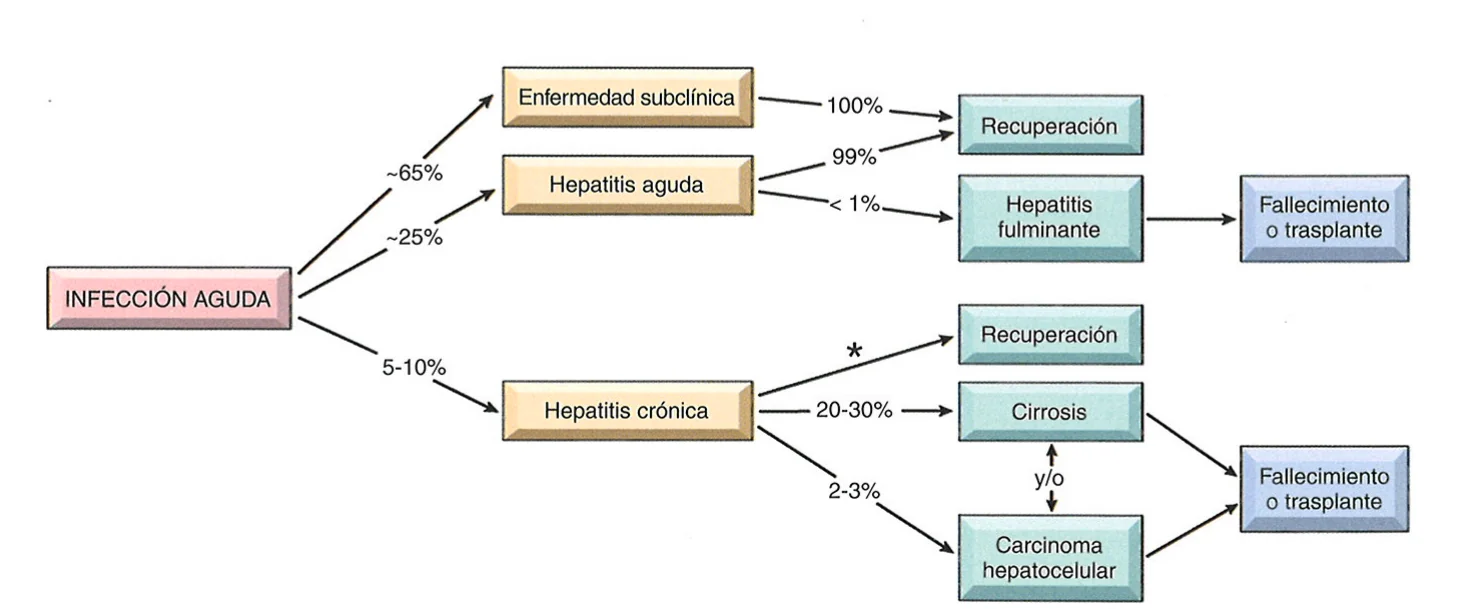 Enfermedad subclínica
100%
Recuperación
99%
~65%
Hepatitis aguda
< 1%
Hepatitis
fulminante
Fallecimiento
o trasplante
~25%
INFECCIÓN AGUDA
5-10%
Hepatitis crónica
*
Recuperación
20-30%
Cirrosis
y/o
2-3%
Carcinoma
hepatocelular
Fallecimiento
o trasplante